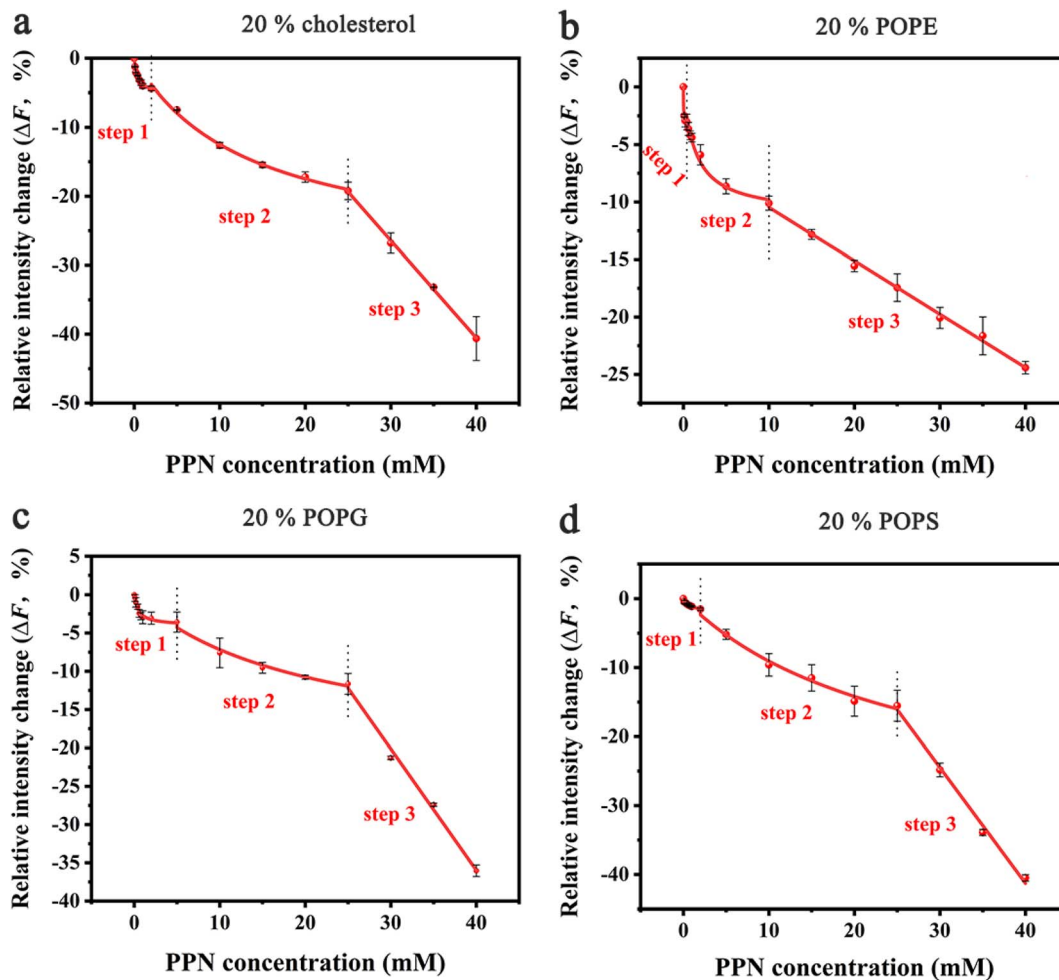 a
20 % cholesterol
Relative intensity change (ΔF, %)
0
-10
-20
-30
-40
-50
step 1
step 2
step 3
0 10 20 30 40
PPN concentration (mM)
b
20 % POPE
Relative intensity change (ΔF, %)
0
-5
-10
-15
-20
-25
step 1
step 2
step 3
0 10 20 30 40
PPN concentration (mM)
c
20 % POPG
Relative intensity change (ΔF, %)
5
0
-5
-10
-15
-20
-25
-30
-35
-40
step 1
step 2
step 3
0 10 20 30 40
PPN concentration (mM)
d
20 % POPS
Relative intensity change (ΔF, %)
0
-10
-20
-30
-40
step 1
step 2
step 3
0 10 20 30 40
PPN concentration (mM)